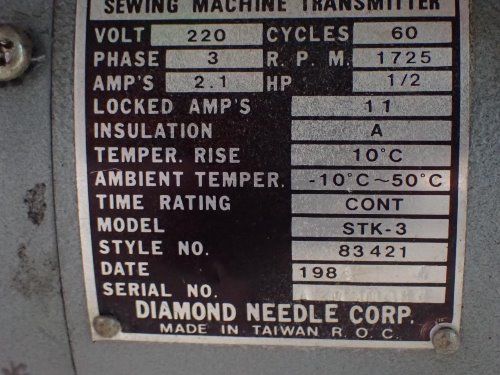 SEWING MACHINE TRANSMITTER
VOLT 220 CYCLES 60
PHASE 3 R. P. M. 1725
AMP'S 2.1 HP 1/2
LOCKED AMP'S 11
INSULATION A
TEMPER. RISE 10°C
AMBIENT TEMPER. -10°C~50°C
TIME RATING CONT
MODEL STK-3
STYLE NO. 83421
DATE 198
SERIAL NO.
DIAMOND NEEDLE CORP.
MADE IN TAIWAN R. O. C.